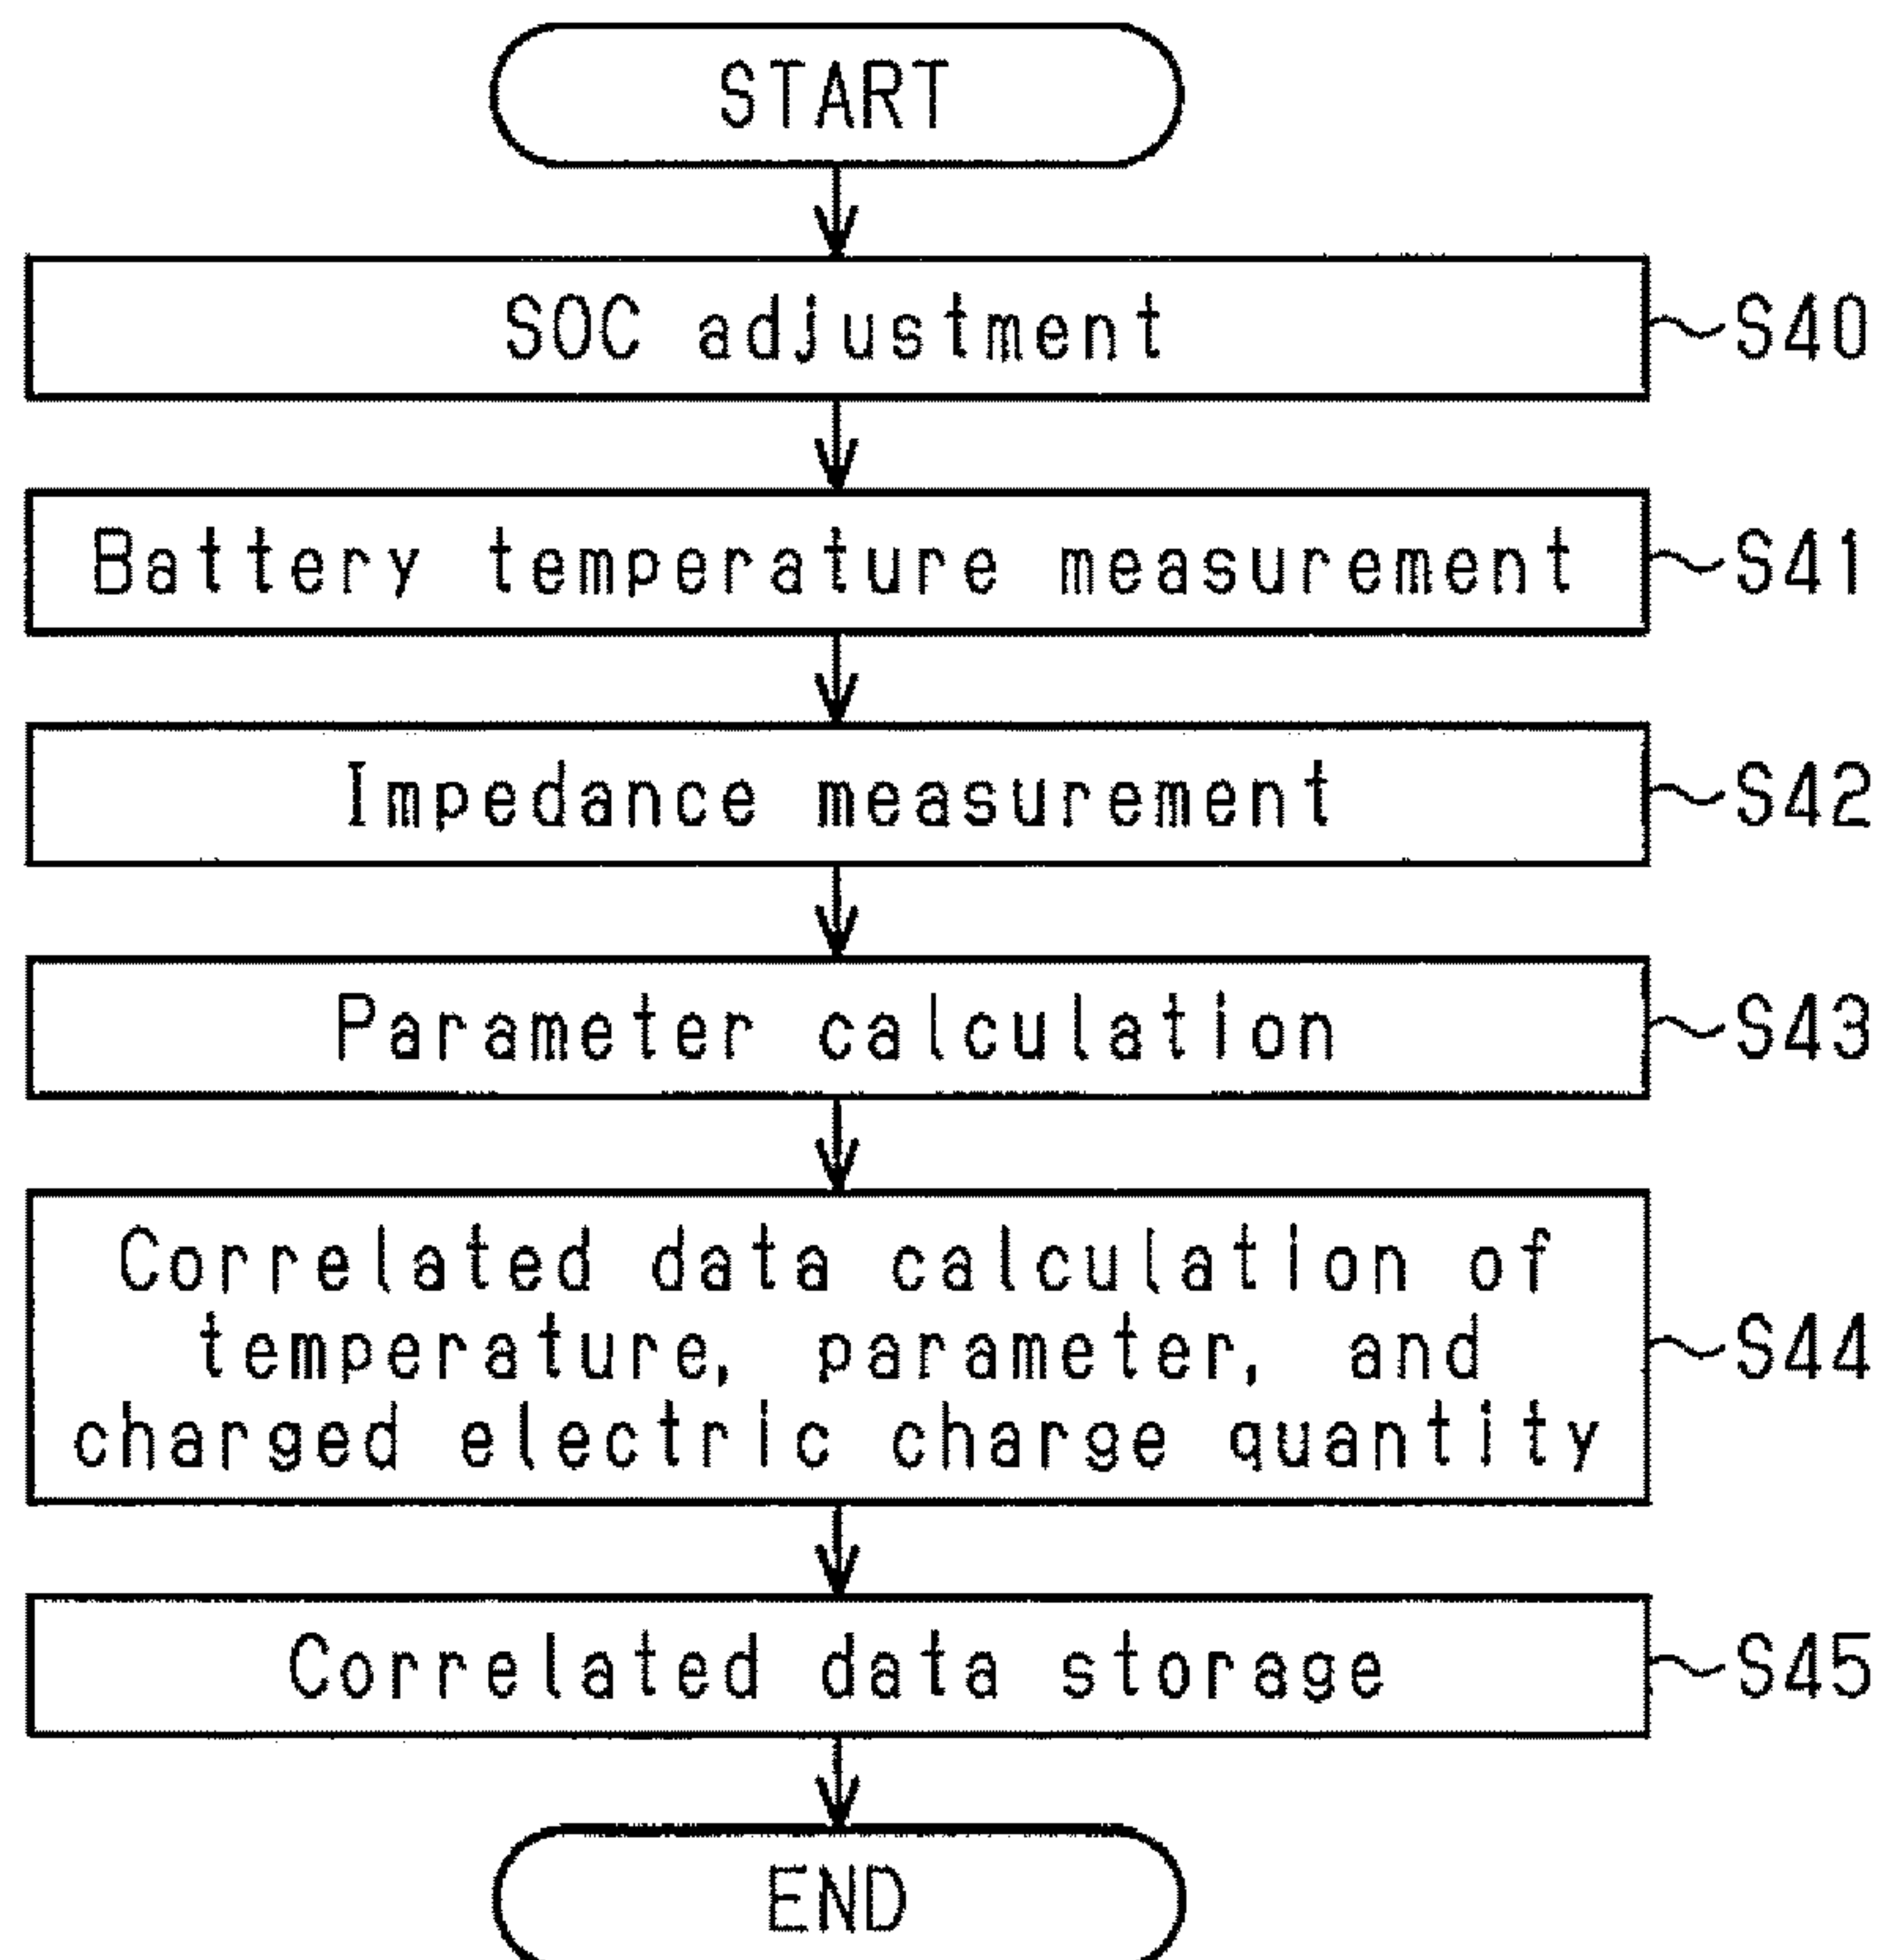 START
SOC adjustment
S40
Battery temperature measurement
S41
Impedance measurement
S42
Parameter calculation
S43
Correlated data calculation of
temperature, parameter, and
charged electric charge quantity
S44
Correlated data storage
S45
END